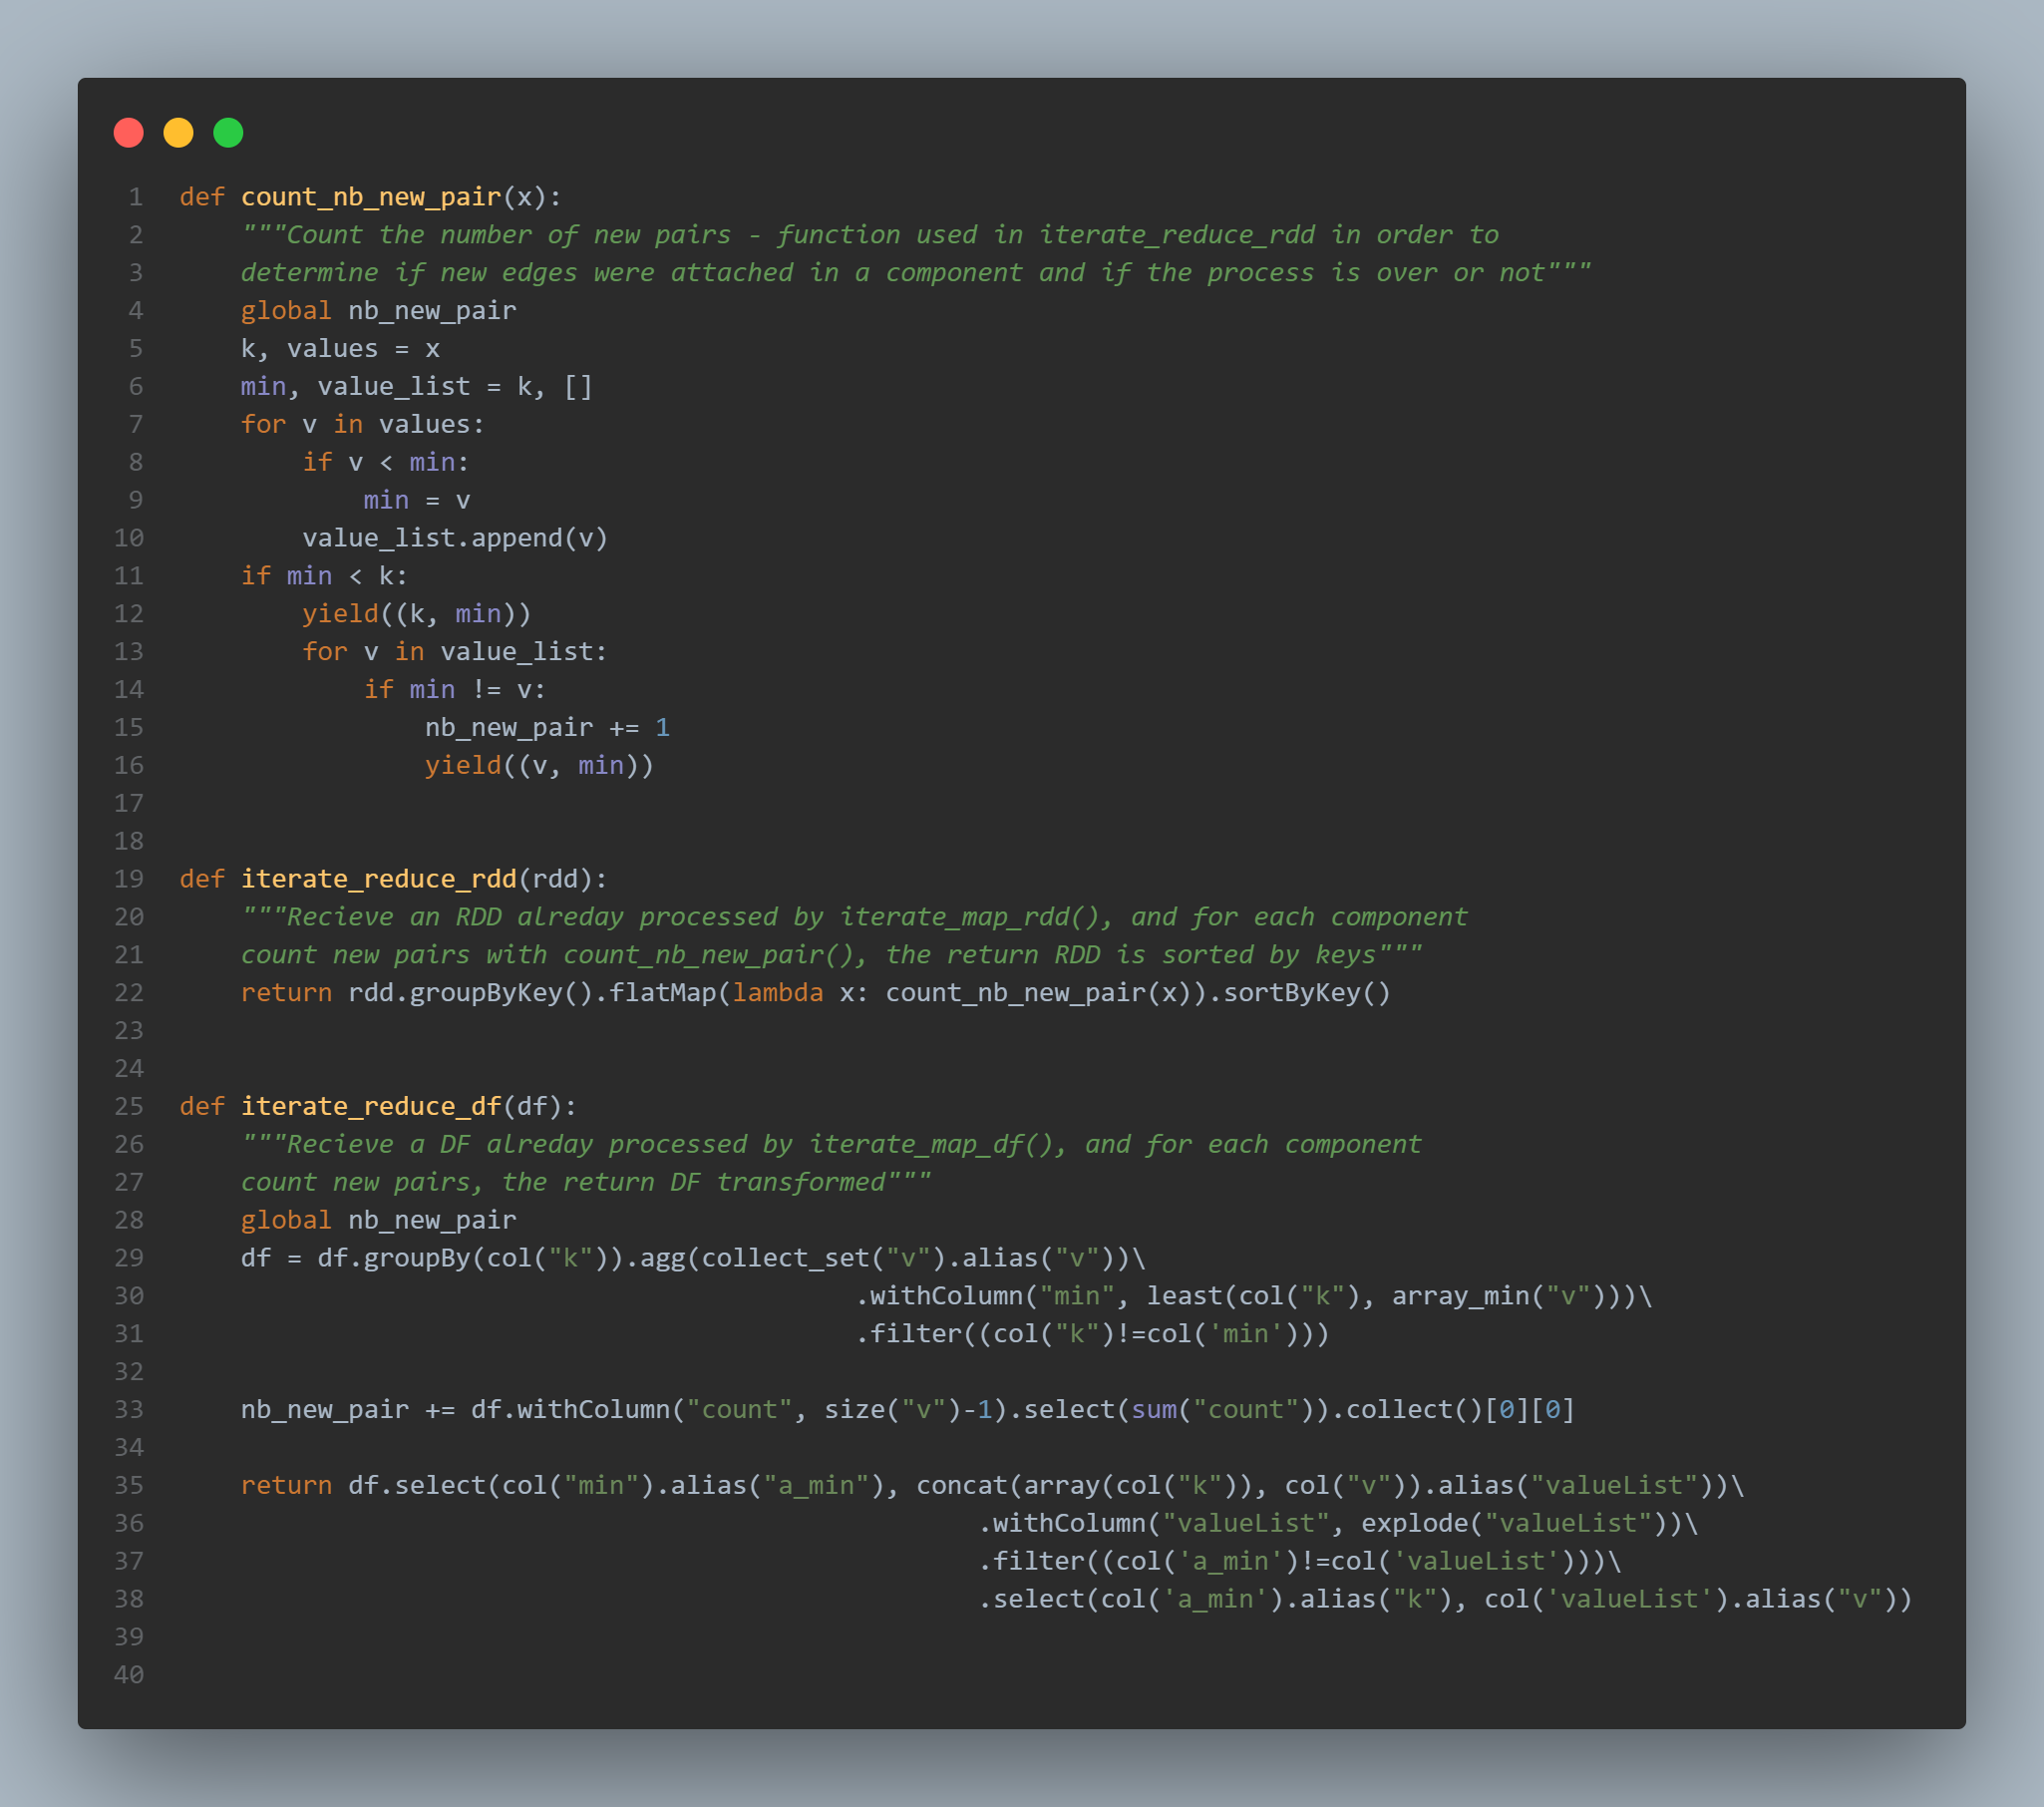 1 def count_nb_new_pair(x):
2     """Count the number of new pairs - function used in iterate_reduce_rdd in order to
3     determine if new edges were attached in a component and if the process is over or not"""
4     global nb_new_pair
5     k, values = x
6     min, value_list = k, []
7     for v in values:
8         if v < min:
9             min = v
10         value_list.append(v)
11     if min < k:
12         yield((k, min))
13         for v in value_list:
14             if min != v:
15                 nb_new_pair += 1
16                 yield((v, min))
17
18
19 def iterate_reduce_rdd(rdd):
20     """Recieve an RDD alreday processed by iterate_map_rdd(), and for each component
21     count new pairs with count_nb_new_pair(), the return RDD is sorted by keys"""
22     return rdd.groupByKey().flatMap(lambda x: count_nb_new_pair(x)).sortByKey()
23
24
25 def iterate_reduce_df(df):
26     """Recieve a DF alreday processed by iterate_map_df(), and for each component
27     count new pairs, the return DF transformed"""
28     global nb_new_pair
29     df = df.groupBy(col("k")).agg(collect_set("v").alias("v"))\
30                                             .withColumn("min", least(col("k"), array_min("v")))\
31                                             .filter((col("k")!=col('min')))
32
33     nb_new_pair += df.withColumn("count", size("v")-1).select(sum("count")).collect()[0][0]
34
35     return df.select(col("min").alias("a_min"), concat(array(col("k")), col("v")).alias("valueList"))\
36                                                     .withColumn("valueList", explode("valueList"))\
37                                                     .filter((col('a_min')!=col('valueList')))\
38                                                     .select(col('a_min').alias("k"), col('valueList').alias("v"))
39
40